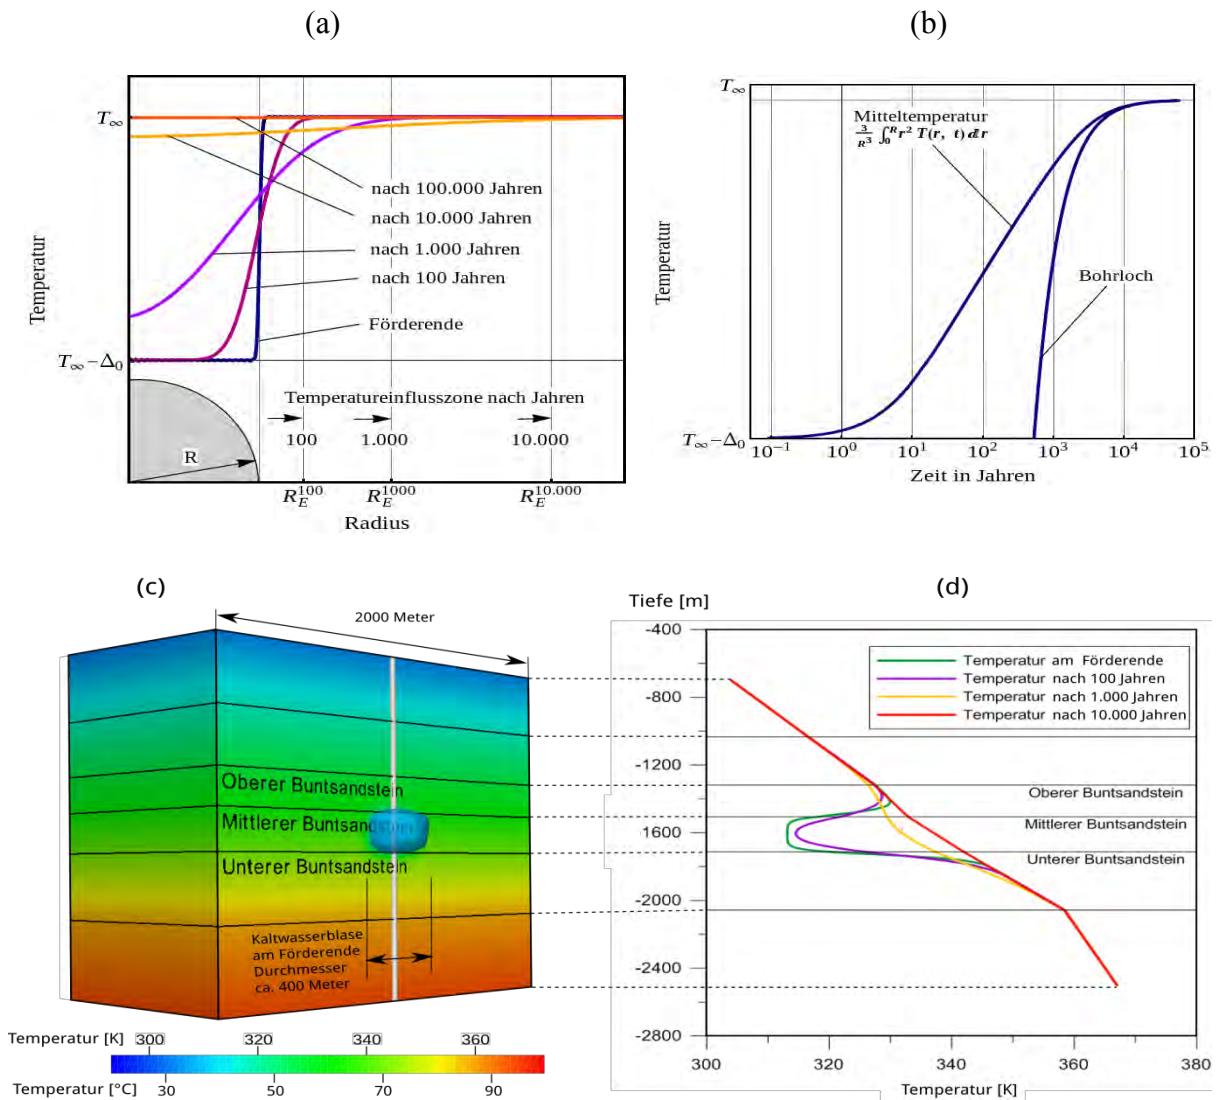 (a)
(b)
Temperatur
T∞
T∞−Δ0
nach 100.000 Jahren
nach 10.000 Jahren
nach 1.000 Jahren
nach 100 Jahren
Förderende
Temperatureinflusszone nach Jahren
100
1.000
10.000
R
R_E^100
R_E^1000
R_E^10.000
Radius
Temperatur
T∞
T∞−Δ0
Mitteltemperatur
3/R³ ∫₀ᴿ r² T(r, t) dr
Bohrloch
10⁻¹
10⁰
10¹
10²
10³
10⁴
10⁵
Zeit in Jahren
(c)
2000 Meter
Oberer Buntsandstein
Mittlerer Buntsandstein
Unterer Buntsandstein
Kaltwasserblase
am Förderende
Durchmesser
ca. 400 Meter
Temperatur [K]
300
320
340
360
Temperatur [°C]
30
50
70
90
(d)
Tiefe [m]
-400
-800
-1200
-1600
-2000
-2400
-2800
Temperatur am Förderende
Temperatur nach 100 Jahren
Temperatur nach 1.000 Jahren
Temperatur nach 10.000 Jahren
Oberer Buntsandstein
Mittlerer Buntsandstein
Unterer Buntsandstein
300
320
340
360
380
Temperatur [K]